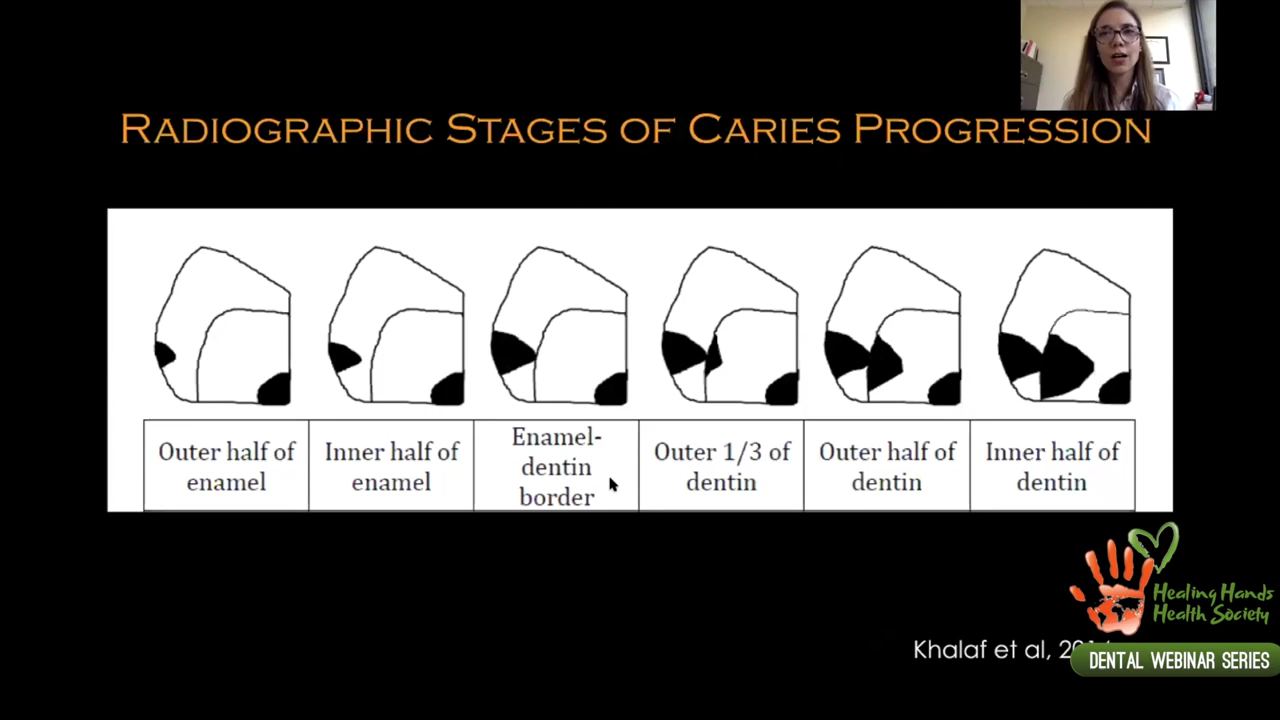 RADIOGRAPHIC STAGES OF CARIES PROGRESSION
Outer half of
enamel
Inner half of
enamel
Enamel-
dentin
border
Outer 1/3 of
dentin
Outer half of
dentin
Inner half of
dentin
Healing Hands
Health Society
Khalaf et al,
DENTAL WEBINAR SERIES